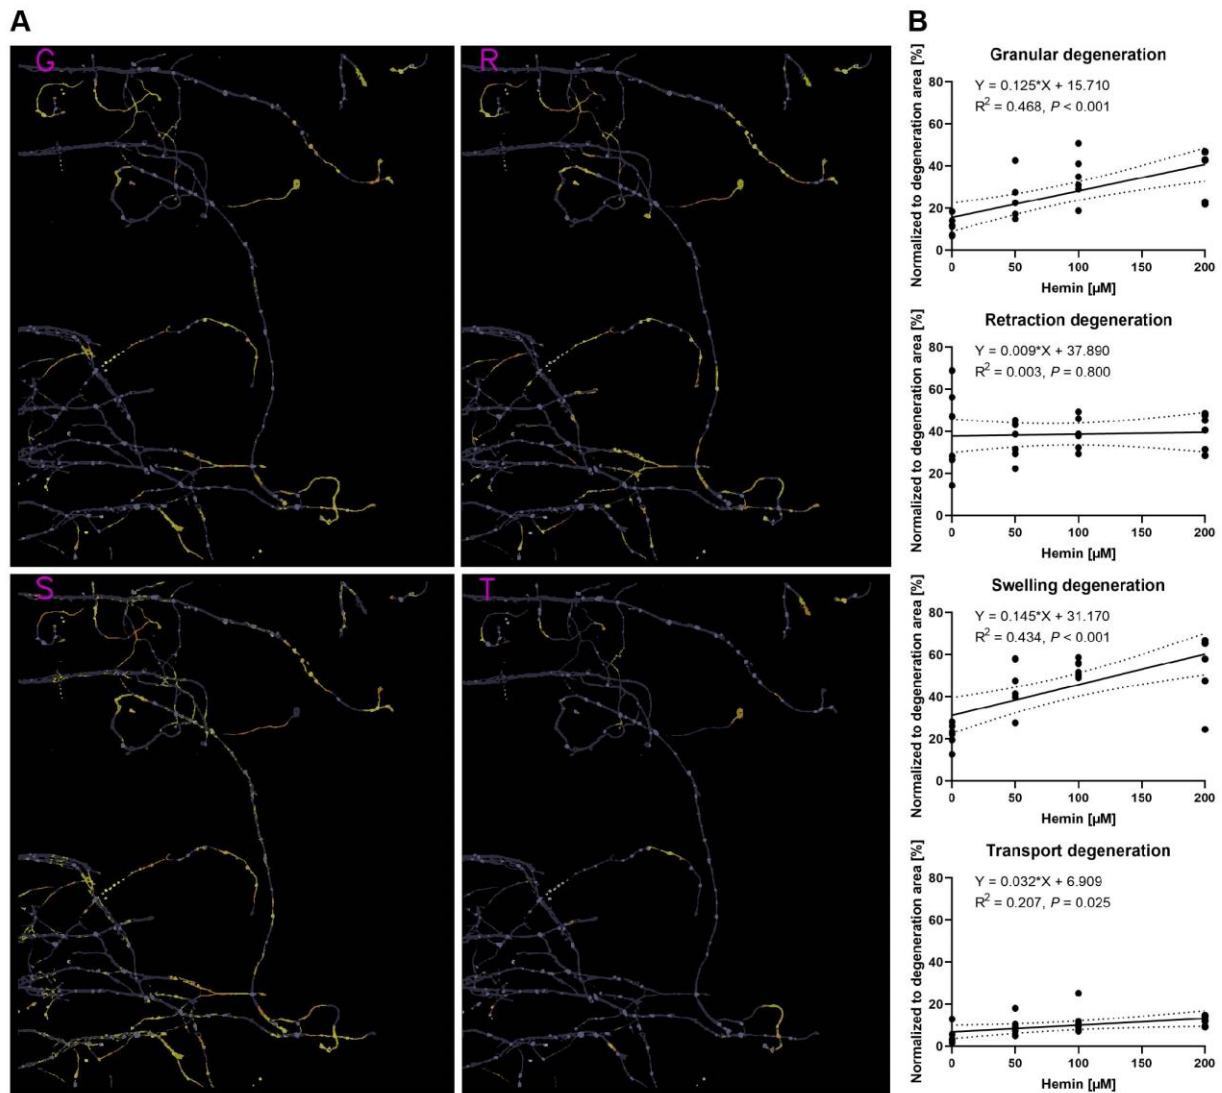 A
B
G
R
S
T
Granular degeneration
Y = 0.125*X + 15.710
R² = 0.468, P < 0.001
Normalized to degeneration area [%]
80
60
40
20
0
0 50 100 150 200
Hemin [µM]
Retraction degeneration
Y = 0.009*X + 37.890
R² = 0.003, P = 0.800
Normalized to degeneration area [%]
80
60
40
20
0
0 50 100 150 200
Hemin [µM]
Swelling degeneration
Y = 0.145*X + 31.170
R² = 0.434, P < 0.001
Normalized to degeneration area [%]
80
60
40
20
0
0 50 100 150 200
Hemin [µM]
Transport degeneration
Y = 0.032*X + 6.909
R² = 0.207, P = 0.025
Normalized to degeneration area [%]
80
60
40
20
0
0 50 100 150 200
Hemin [µM]